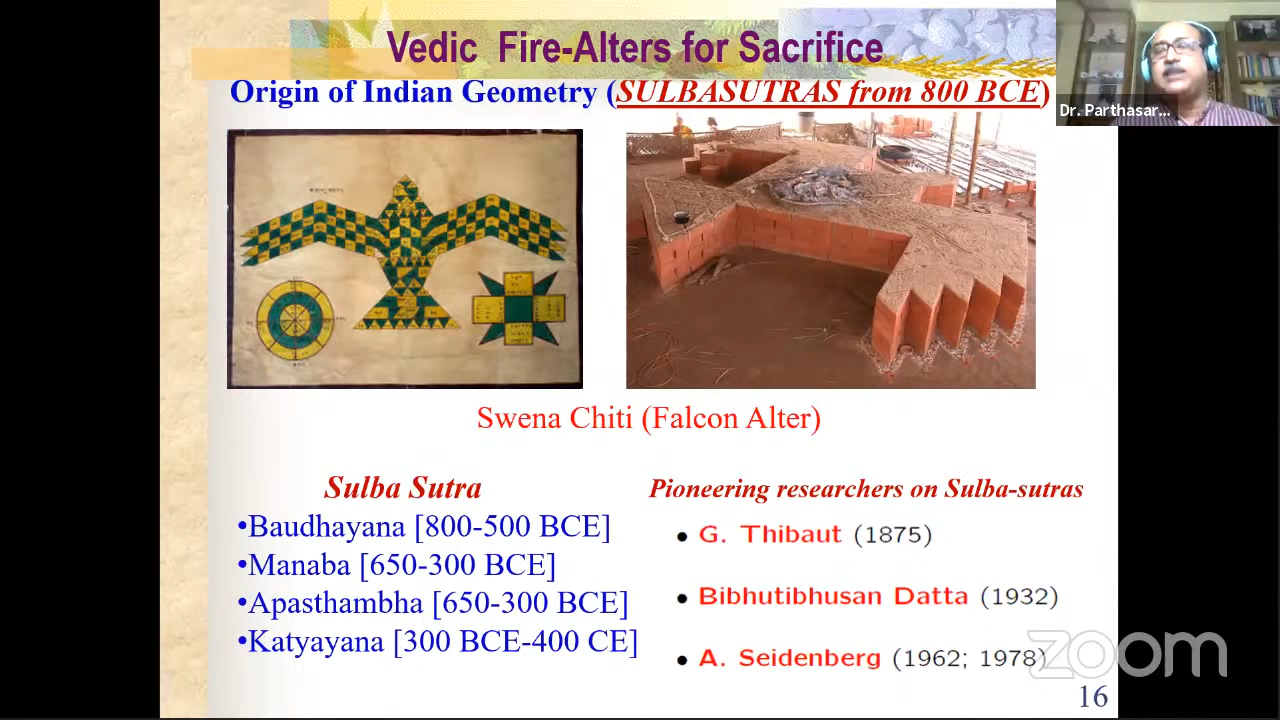 Vedic Fire-Alters for Sacrifice
Dr. Parthasar...
Origin of Indian Geometry (SULBASUTRAS from 800 BCE)
Swena Chiti (Falcon Alter)
Sulba Sutra
•Baudhayana [800-500 BCE]
•Manaba [650-300 BCE]
•Apasthambha [650-300 BCE]
•Katyayana [300 BCE-400 CE]
Pioneering researchers on Sulba-sutras
• G. Thibaut (1875)
• Bibhutibhusan Datta (1932)
• A. Seidenberg (1962; 1978)
zoom
16